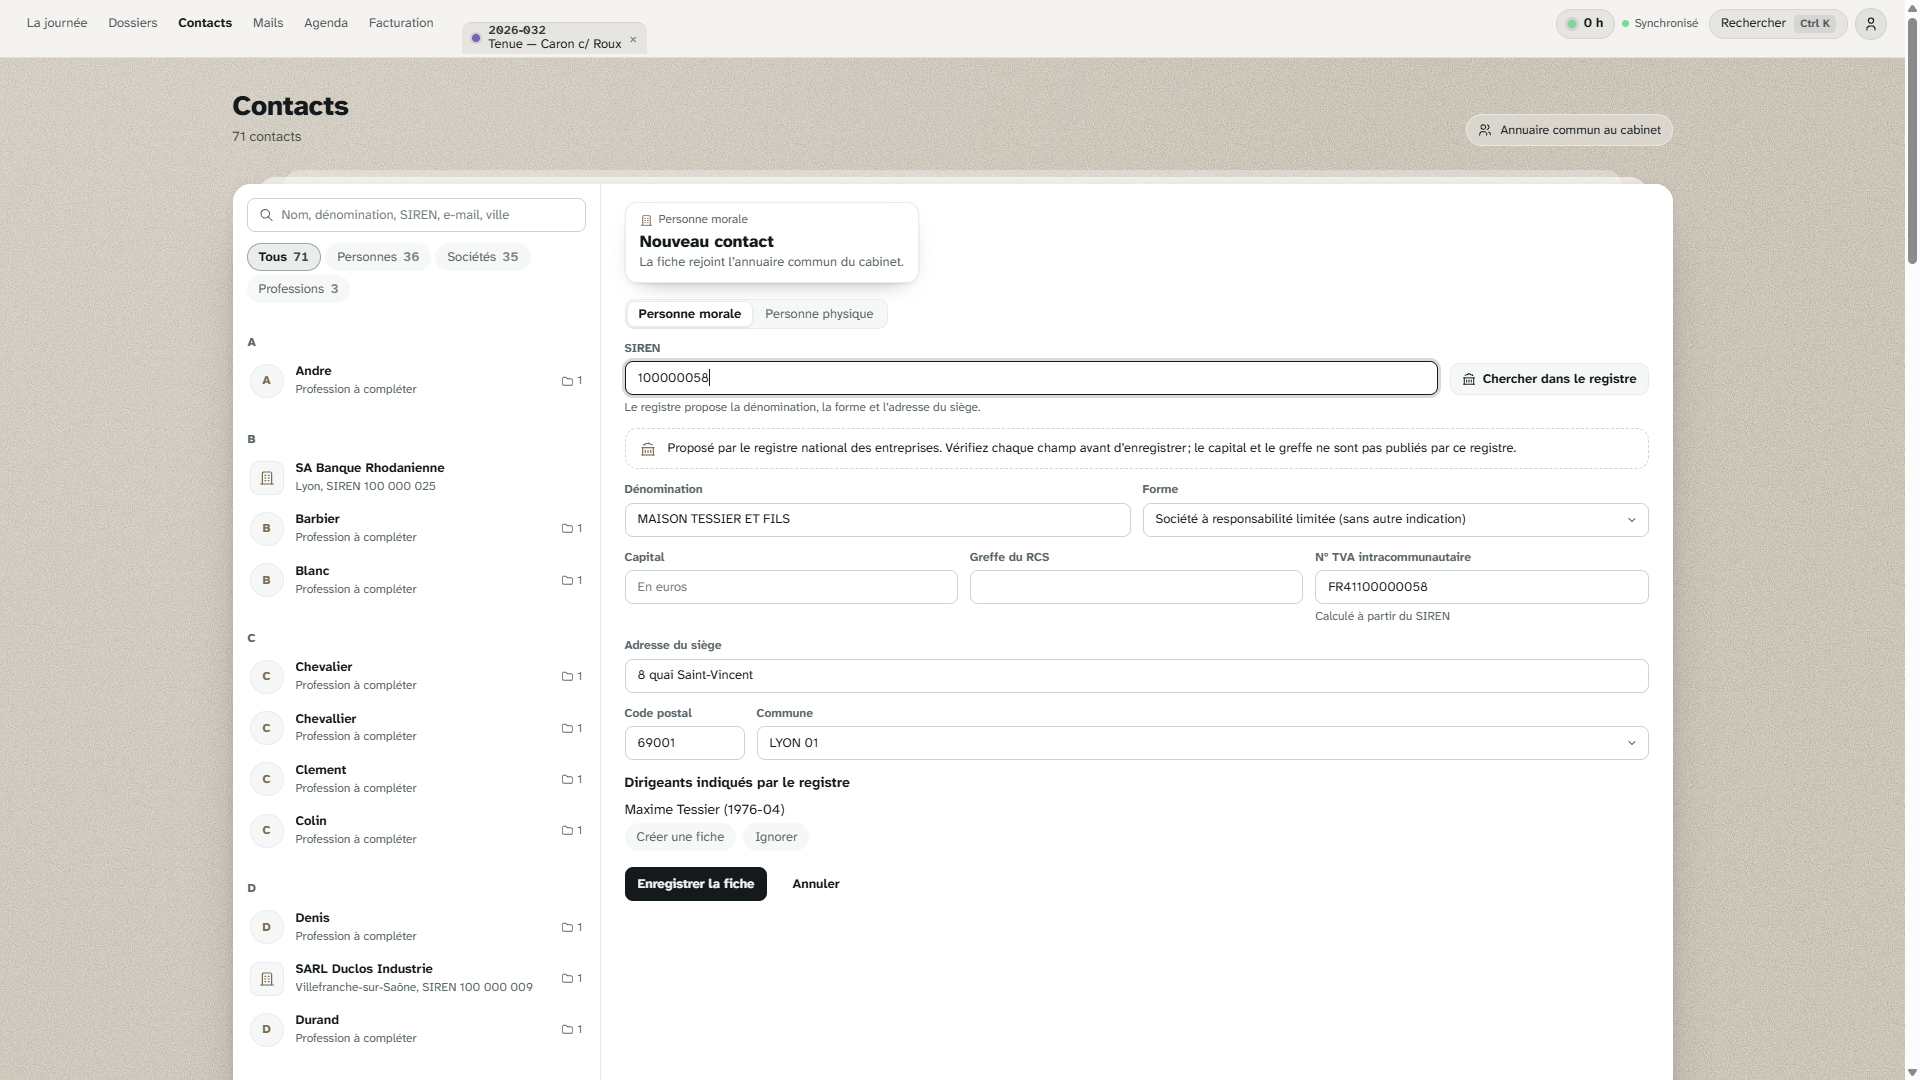 La journée
Dossiers
Contacts
Mails
Agenda
Facturation
2026-032
Tenue — Caron c/ Roux
×
0 h
Synchronisé
Rechercher
Ctrl K
Contacts
71 contacts
Annuaire commun au cabinet
Nom, dénomination, SIREN, e-mail, ville
Tous 71
Personnes 36
Sociétés 35
Professions 3
A
A
Andre
Profession à compléter
1
B
SA Banque Rhodanienne
Lyon, SIREN 100 000 025
B
Barbier
Profession à compléter
1
B
Blanc
Profession à compléter
1
C
C
Chevalier
Profession à compléter
1
C
Chevallier
Profession à compléter
1
C
Clement
Profession à compléter
1
C
Colin
Profession à compléter
1
D
D
Denis
Profession à compléter
1
SARL Duclos Industrie
Villefranche-sur-Saône, SIREN 100 000 009
1
D
Durand
Profession à compléter
1
Personne morale
Nouveau contact
La fiche rejoint l'annuaire commun du cabinet.
Personne morale
Personne physique
SIREN
100000058
Chercher dans le registre
Le registre propose la dénomination, la forme et l'adresse du siège.
Proposé par le registre national des entreprises. Vérifiez chaque champ avant d'enregistrer ; le capital et le greffe ne sont pas publiés par ce registre.
Dénomination
Forme
MAISON TESSIER ET FILS
Société à responsabilité limitée (sans autre indication)
Capital
Greffe du RCS
N° TVA intracommunautaire
En euros
FR41100000058
Calculé à partir du SIREN
Adresse du siège
8 quai Saint-Vincent
Code postal
Commune
69001
LYON 01
Dirigeants indiqués par le registre
Maxime Tessier (1976-04)
Créer une fiche
Ignorer
Enregistrer la fiche
Annuler